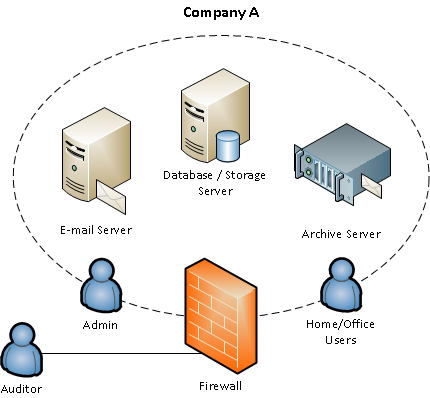 Company A
Database / Storage
Server
E-mail Server
Archive Server
Admin
Home/Office
Users
Firewall
Auditor